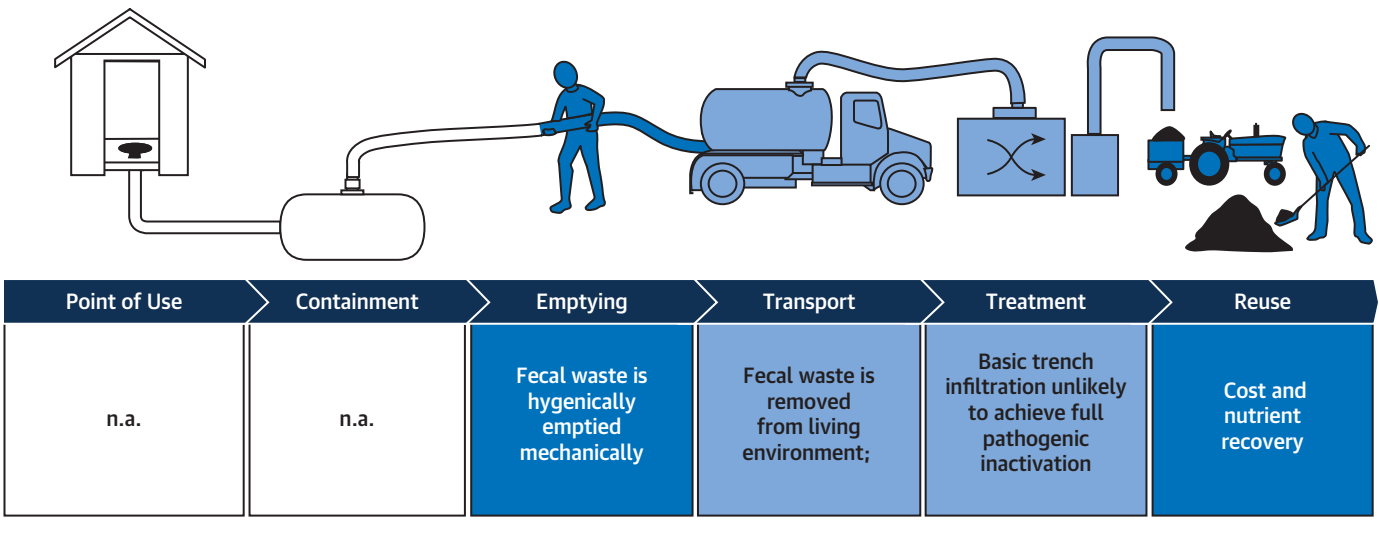 Point of Use
Containment
Emptying
Transport
Treatment
Reuse
n.a.
n.a.
Fecal waste is
hygenically
emptied
mechanically
Fecal waste is
removed
from living
environment;
Basic trench
infiltration unlikely
to achieve full
pathogenic
inactivation
Cost and
nutrient
recovery